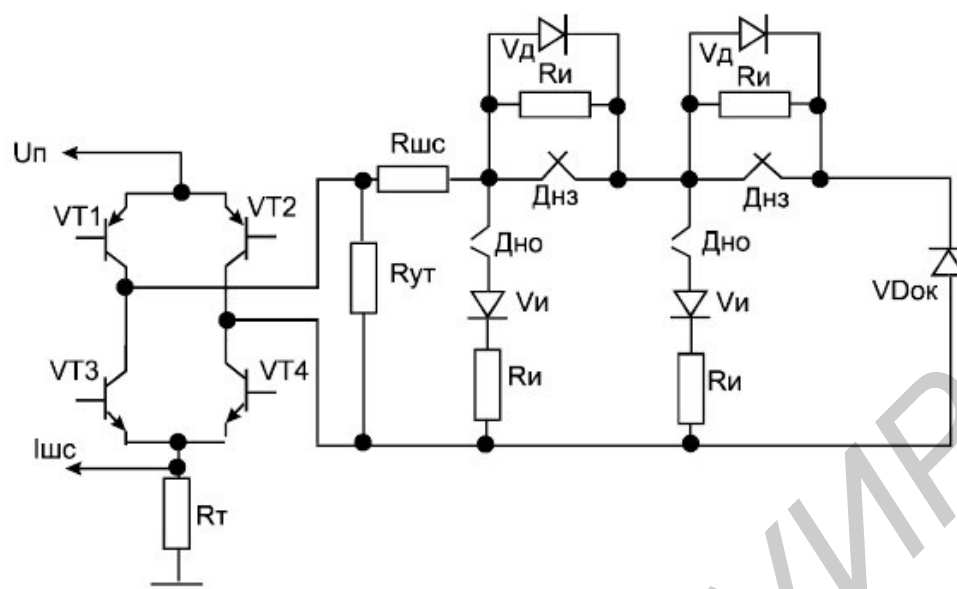 Vд
Rи
Vд
Rи
Uп
Rшс
VT1
VT2
Днз
Днз
Дно
Дно
Rут
Vи
Vи
VDок
VT3
VT4
Rи
Rи
Iшс
Rт
УИР